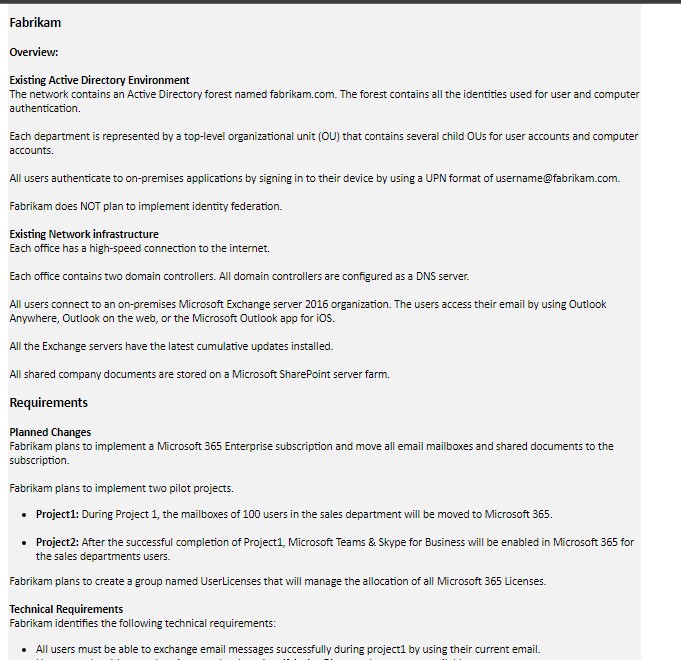 Fabrikam
Overview:
Existing Active Directory Environment
The network contains an Active Directory forest named fabrikam.com. The forest contains all the identities used for user and computer
authentication.
Each department is represented by a top-level organizational unit (OU) that contains several child OUs for user accounts and computer
accounts.
All users authenticate to on-premises applications by signing in to their device by using a UPN format of username@fabrikam.com.
Fabrikam does NOT plan to implement identity federation.
Existing Network infrastructure
Each office has a high-speed connection to the internet.
Each office contains two domain controllers. All domain controllers are configured as a DNS server.
All users connect to an on-premises Microsoft Exchange server 2016 organization. The users access their email by using Outlook
Anywhere, Outlook on the web, or the Microsoft Outlook app for iOS.
All the Exchange servers have the latest cumulative updates installed.
All shared company documents are stored on a Microsoft SharePoint server farm.
Requirements
Planned Changes
Fabrikam plans to implement a Microsoft 365 Enterprise subscription and move all email mailboxes and shared documents to the
subscription.
Fabrikam plans to implement two pilot projects.
• Project1: During Project 1, the mailboxes of 100 users in the sales department will be moved to Microsoft 365.
• Project2: After the successful completion of Project1, Microsoft Teams & Skype for Business will be enabled in Microsoft 365 for
the sales departments users.
Fabrikam plans to create a group named UserLicenses that will manage the allocation of all Microsoft 365 Licenses.
Technical Requirements
Fabrikam identifies the following technical requirements:
• All users must be able to exchange email messages successfully during project1 by using their current email.